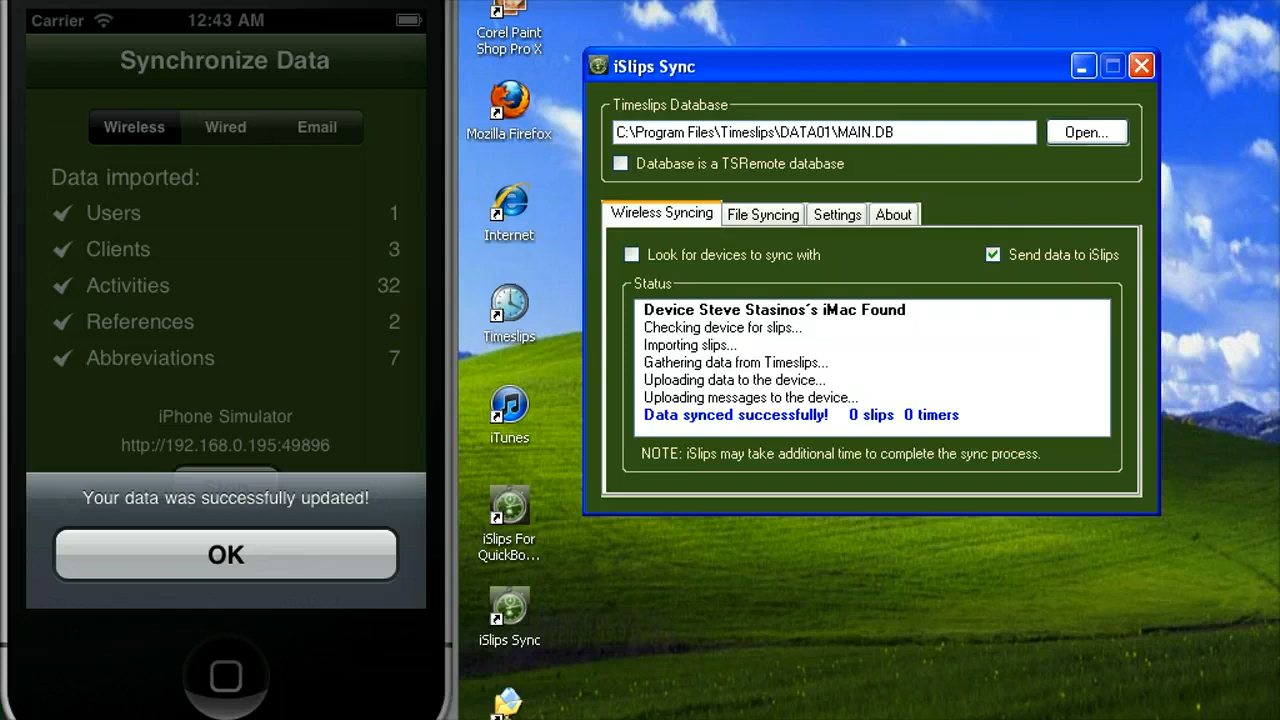 Carrier 12:43 AM
Synchronize Data
Wireless Wired Email
Data imported:
Users 1
Clients 3
Activities 32
References 2
Abbreviations 7
iPhone Simulator
http://192.168.0.195:49896
Your data was successfully updated!
OK
Corel Paint
Shop Pro X
Mozilla Firefox
Internet
Timeslips
iTunes
iSlips For
QuickBo...
iSlips Sync
iSlips Sync
Timeslips Database
C:\Program Files\Timeslips\DATA01\MAIN.DB Open...
Database is a TSRemote database
Wireless Syncing File Syncing Settings About
Look for devices to sync with Send data to iSlips
Status
Device Steve Stasinos's iMac Found
Checking device for slips...
Importing slips...
Gathering data from Timeslips...
Uploading data to the device...
Uploading messages to the device...
Data synced successfully! 0 slips 0 timers
NOTE: iSlips may take additional time to complete the sync process.